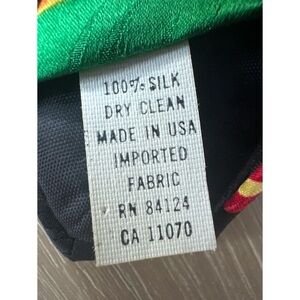 100% SILK
DRY CLEAN
MADE IN USA
IMPORTED
FABRIC
RN 84124
CA 11070